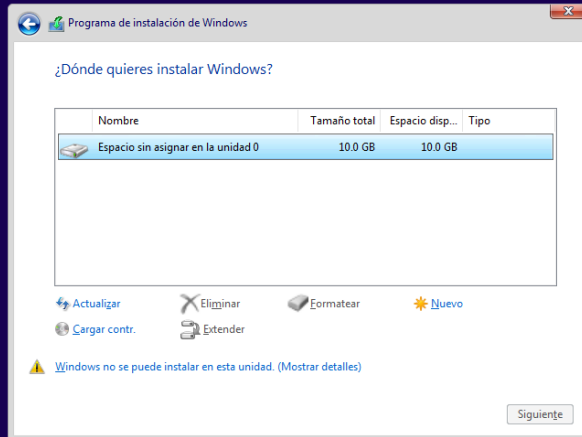 Programa de instalación de Windows
¿Dónde quieres instalar Windows?
Nombre Tamaño total Espacio disp... Tipo
Espacio sin asignar en la unidad 0 10.0 GB 10.0 GB
Actualizar Eliminar Formatear Nuevo
Cargar contr. Extender
Windows no se puede instalar en esta unidad. (Mostrar detalles)
Siguiente